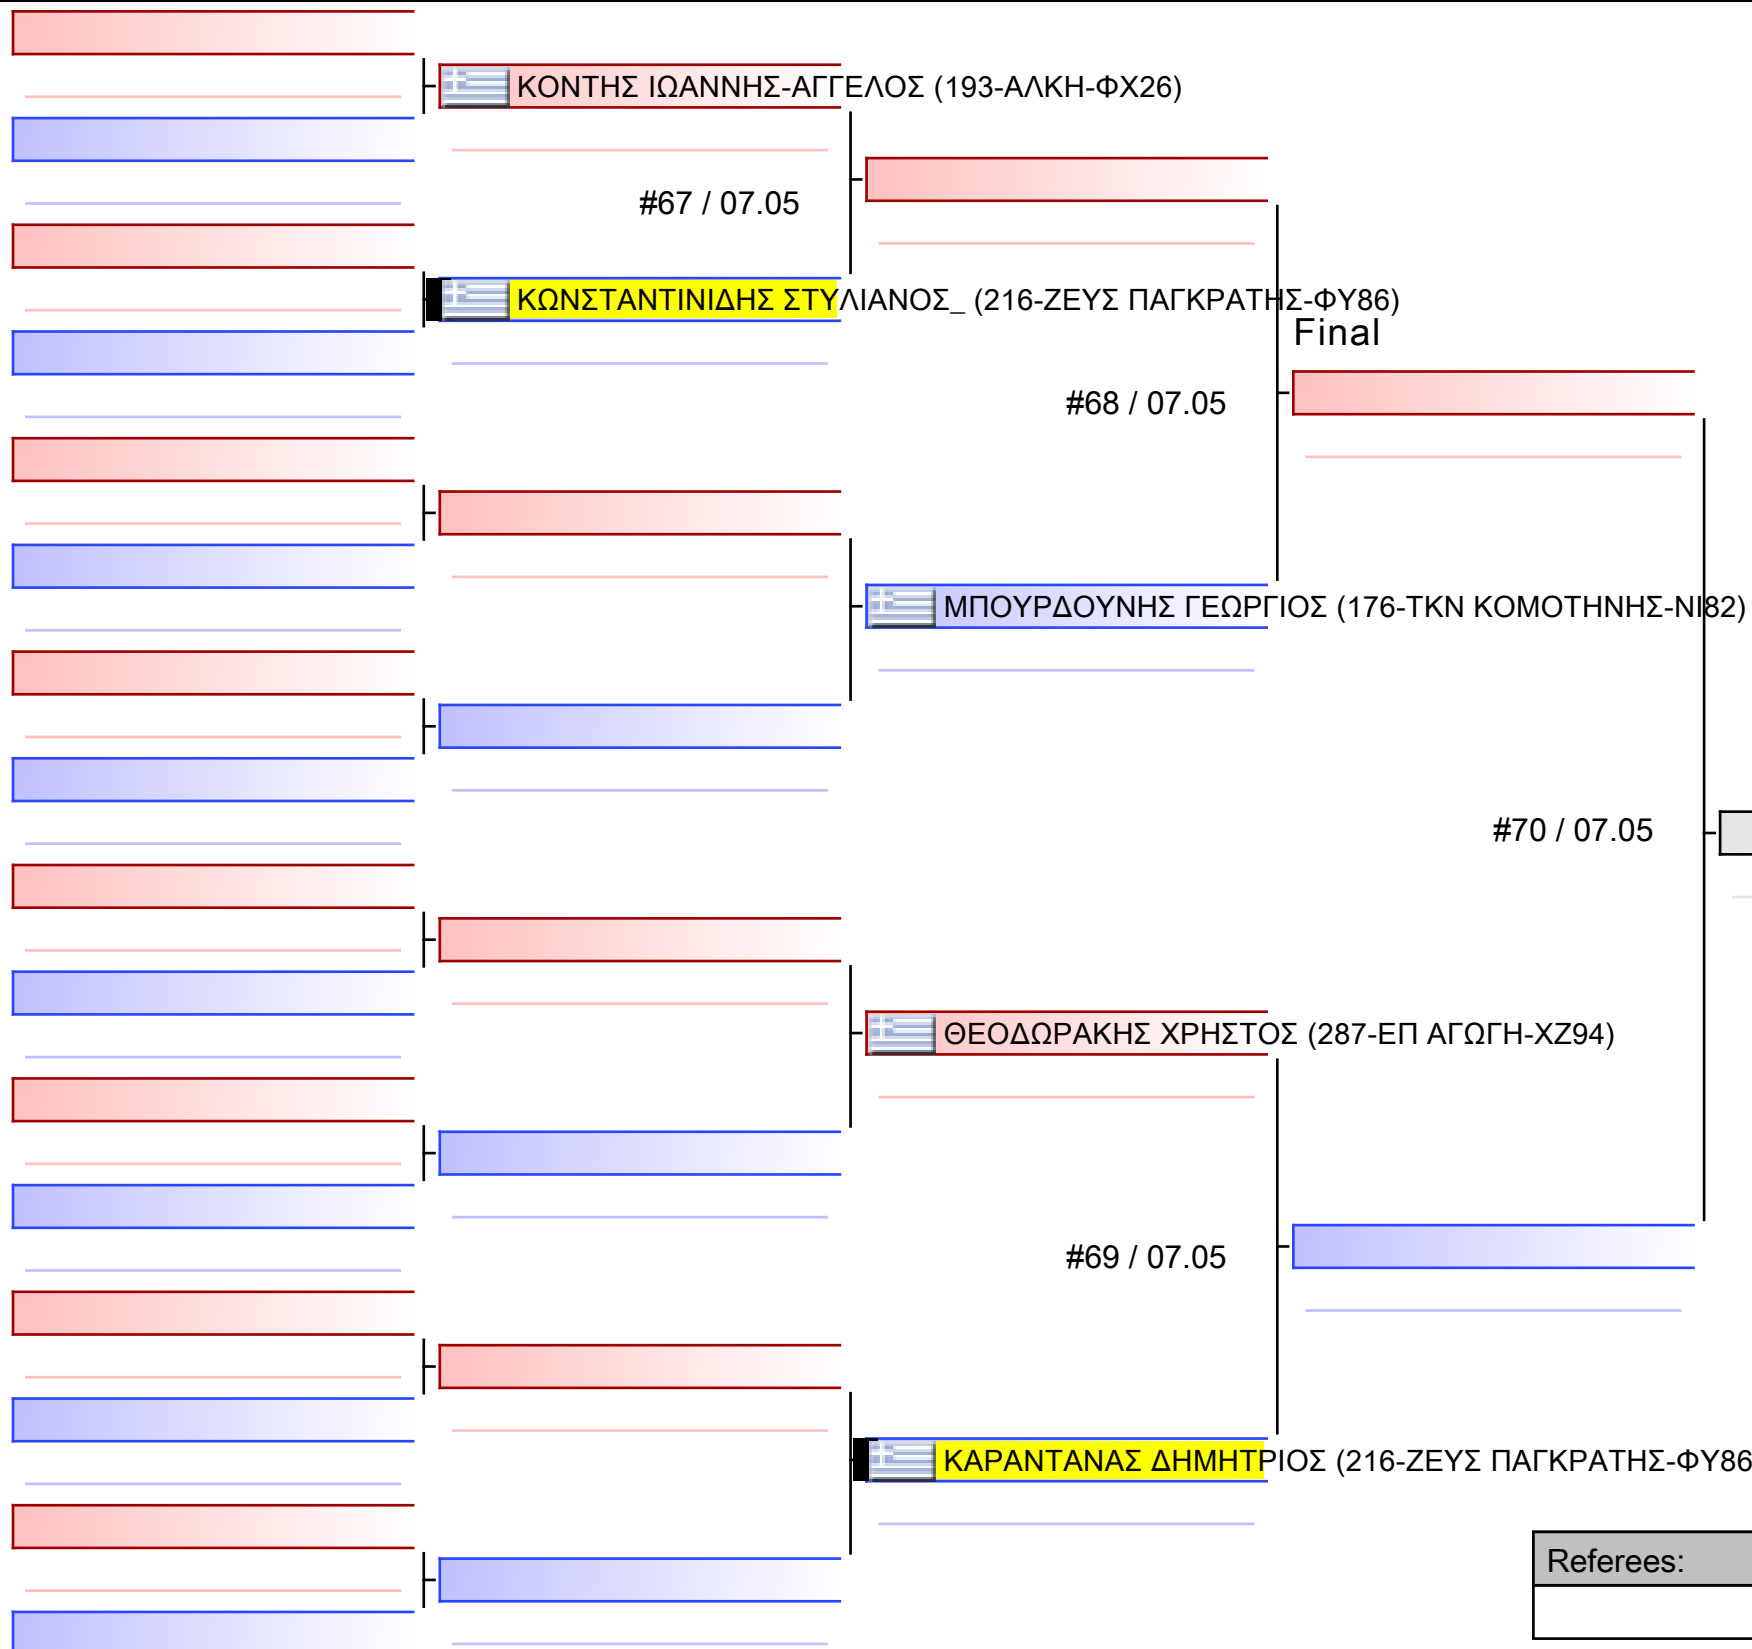 ΚΟΝΤΗΣ ΙΩΑΝΝΗΣ-ΑΓΓΕΛΟΣ (193-ΑΛΚΗ-ΦΧ26)
#67 / 07.05
ΚΩΝΣΤΑΝΤΙΝΙΔΗΣ ΣΤΥΛΙΑΝΟΣ_ (216-ΖΕΥΣ ΠΑΓΚΡΑΤΗΣ-ΦΥ86)
Final
#68 / 07.05
ΜΠΟΥΡΔΟΥΝΗΣ ΓΕΩΡΓΙΟΣ (176-ΤΚΝ ΚΟΜΟΤΗΝΗΣ-ΝΙ82)
#70 / 07.05
ΘΕΟΔΩΡΑΚΗΣ ΧΡΗΣΤΟΣ (287-ΕΠ ΑΓΩΓΗ-ΧΖ94)
#69 / 07.05
ΚΑΡΑΝΤΑΝΑΣ ΔΗΜΗΤΡΙΟΣ (216-ΖΕΥΣ ΠΑΓΚΡΑΤΗΣ-ΦΥ86
Referees: